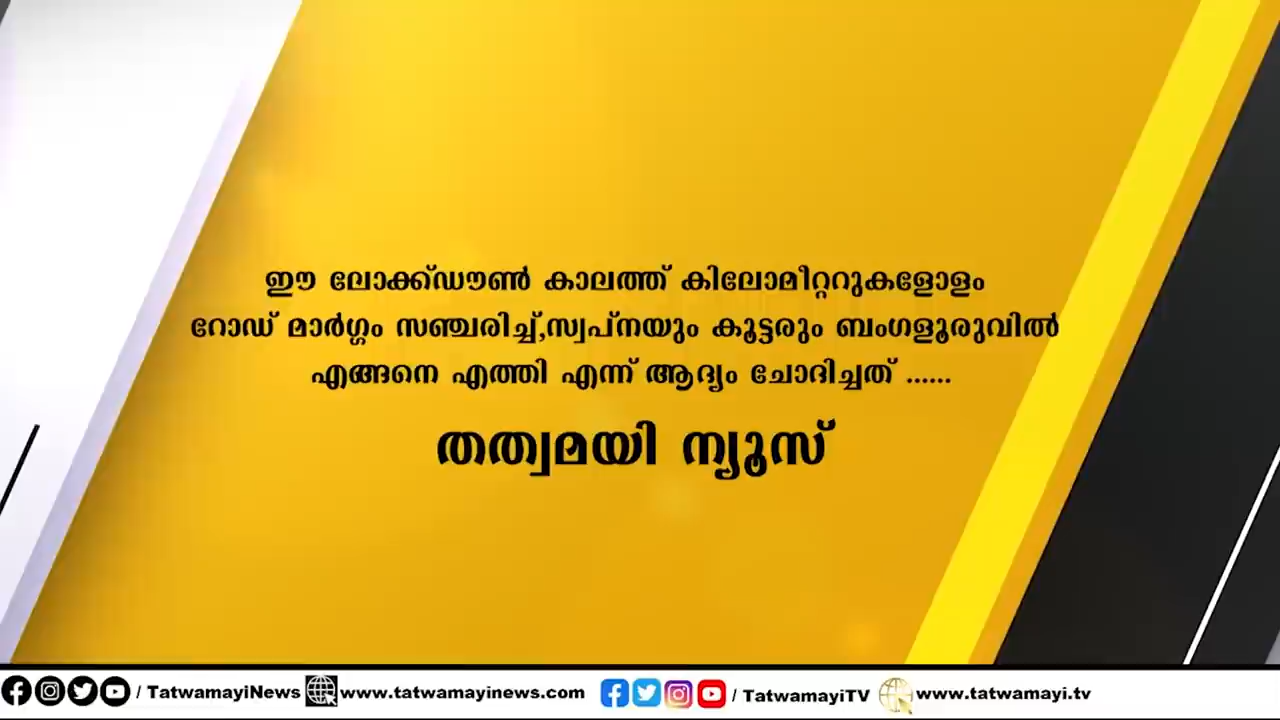 ഈ ലോക്ക്ഡൗൺ കാലത്ത് കിലോമീറ്ററുകളോളം
റോഡ് മാർഗ്ഗം സഞ്ചരിച്ച്,സ്വപ്നയും കൂട്ടരും ബംഗളൂരുവിൽ
എങ്ങനെ എത്തി എന്ന് ആദ്യം ചോദിച്ചത് ......
തത്വമയി ന്യൂസ്
/ TatwamayiNews www.tatwamayinews.com / TatwamayiTV www.tatwamayi.tv